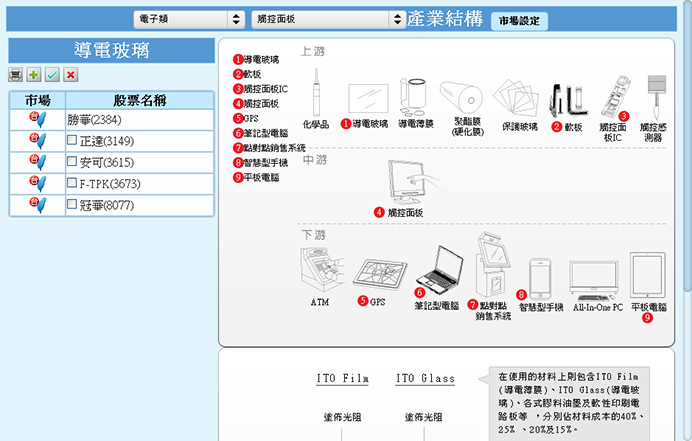 電子類 觸控面板 產業結構 市場設定
導電玻璃
市場 股票名稱
勝華(2384)
正達(3149)
安可(3615)
F-TPK(3673)
冠華(8077)
1導電玻璃
2軟板
3觸控面板IC
4觸控面板
5GPS
6筆記型電腦
7點對點銷售系統
8智慧型手機
9平板電腦
上游
化學品
1 導電玻璃
導電薄膜
聚酯膜
(硬化膜)
保護玻璃
2 軟板
3
觸控面
板IC
觸控感
測器
中游
4 觸控面板
下游
ATM
5 GPS
6
筆記型電腦
7 點對點
銷售系統
8
智慧型手機
All-In-One PC
平板電腦
9
ITO Film ITO Glass
塗佈光阻 塗佈光阻
在使用的材料上則包含ITO Film
(導電薄膜)、ITO Glass(導電玻
璃)、各式膠料油墨及軟性印刷電
路板等 ，分別佔材料成本的40%、
25% 、20%及15%。